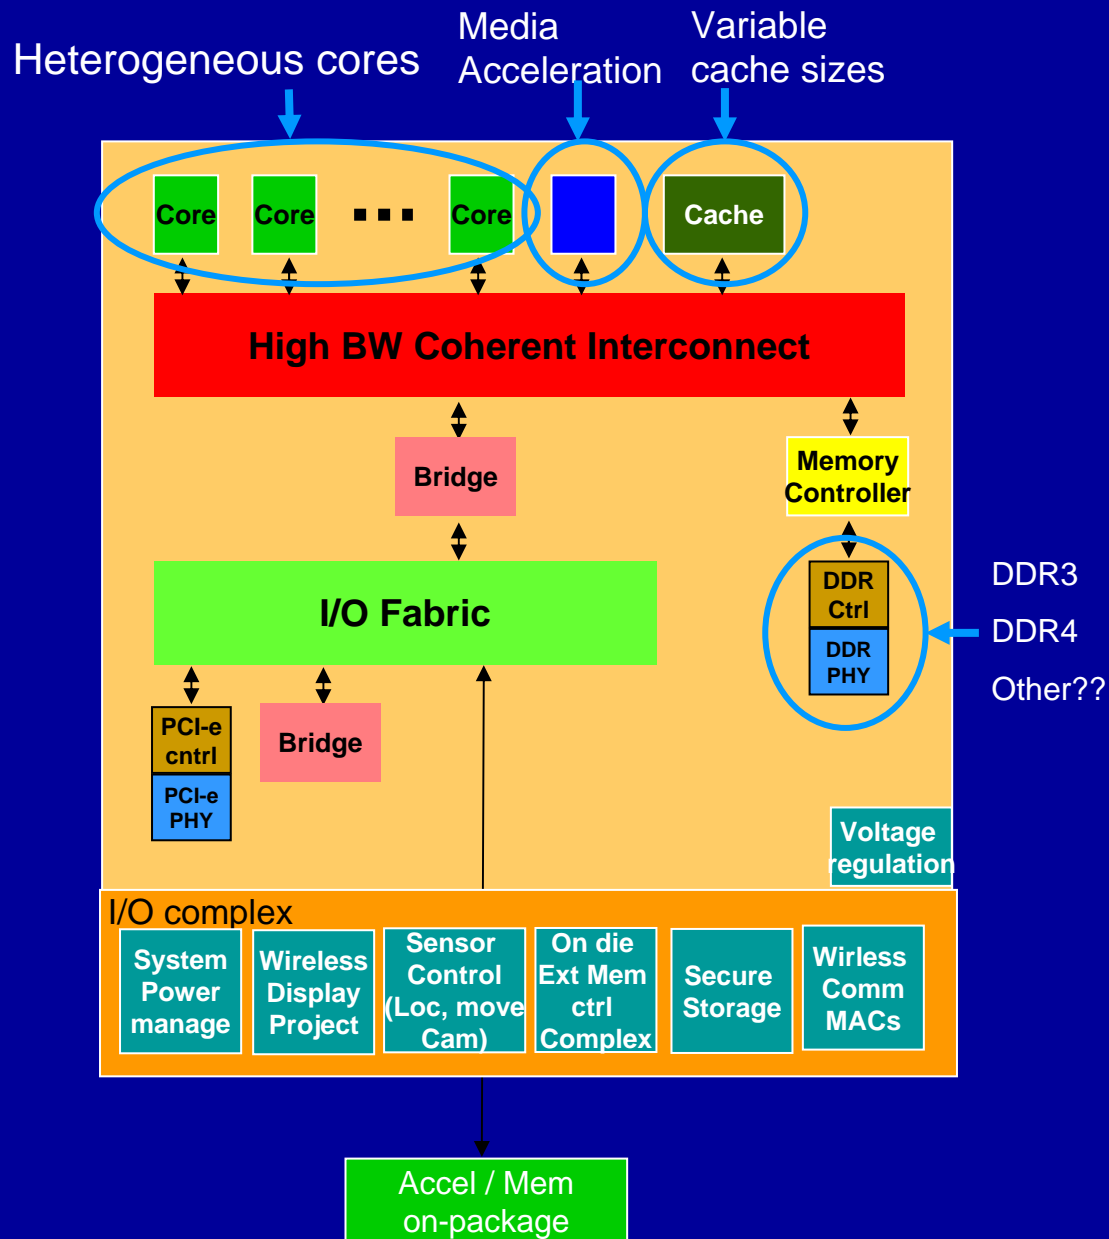 Heterogeneous cores
Media
Acceleration
Variable
cache sizes
Core
Core
...
Core
Cache
High BW Coherent Interconnect
Bridge
Memory
Controller
I/O Fabric
DDR
Ctrl
DDR
PHY
DDR3
DDR4
Other??
PCI-e
cntrl
PCI-e
PHY
Bridge
Voltage
regulation
I/O complex
System
Power
manage
Wireless
Display
Project
Sensor
Control
(Loc, move
Cam)
On die
Ext Mem
ctrl
Complex
Secure
Storage
Wirless
Comm
MACs
Accel / Mem
on-package